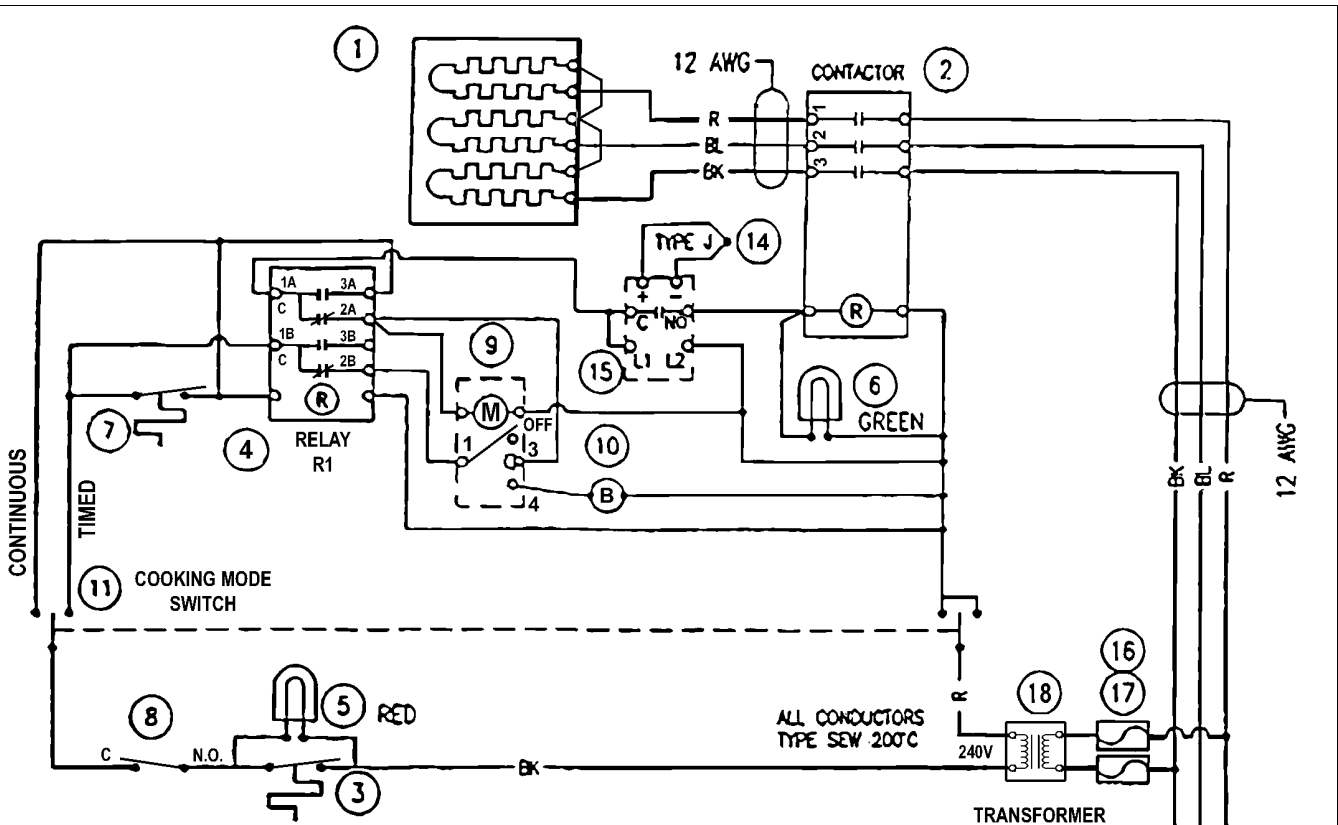 1
12 AWG
CONTACTOR
2
R
BL
BK
1
2
3
TYPE J
14
+
-
C
NO
L1
L2
15
R
1A
3A
C
2A
1B
3B
C
2B
R
RELAY
R1
4
7
9
M
OFF
1
3
4
10
B
6
GREEN
BK
BL
R
12 AWG
CONTINUOUS
TIMED
11
COOKING MODE
SWITCH
8
C
N.O.
5
RED
3
BK
ALL CONDUCTORS
TYPE SEW 200°C
R
240V
18
16
17
TRANSFORMER